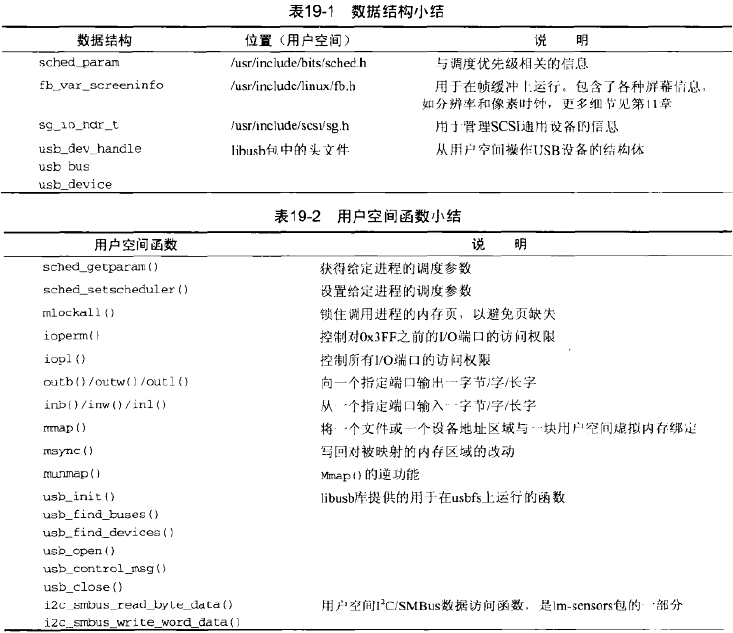 表19-1 数据结构小结
数据结构 位置（用户空间） 说 明
sched_param /usr/include/bits/sched.h 与调度优先级相关的信息
fb_var_screeninfo /usr/include/linux/fb.h 用于在帧缓冲上运行。包含了各种屏幕信息，
如分辨率和像素时钟，更多细节见第11章
sg_io_hdr_t /usr/include/scsi/sg.h 用于管理SCSI通用设备的信息
usb_dev_handle libusb包中的头文件 从用户空间操作USB设备的结构体
usb_bus
usb_device
表19-2 用户空间函数小结
用户空间函数 说 明
sched_getparam() 获得给定进程的调度参数
sched_setscheduler() 设置给定进程的调度参数
mlockall() 锁住调用进程的内存页，以避免页缺失
ioperm() 控制对0x3FF之前的I/O端口的访问权限
iopl() 控制所有I/O端口的访问权限
outb()/outw()/outl() 向一个指定端口输出一字节/字/长字
inb()/inw()/inl() 从一个指定端口输入一字节/字/长字
mmap() 将一个文件或一个设备地址区域与一块用户空间虚拟内存绑定
msync() 写回对被映射的内存区域的改动
munmap() Mmap()的逆功能
usb_init() libusb库提供的用于在usbfs上运行的函数
usb_find_buses()
usb_find_devices()
usb_open()
usb_control_msg()
usb_close()
i2c_smbus_read_byte_data() 用户空间I²C/SMBus数据访问函数，是lm-sensors包的一部分
i2c_smbus_write_word_data()